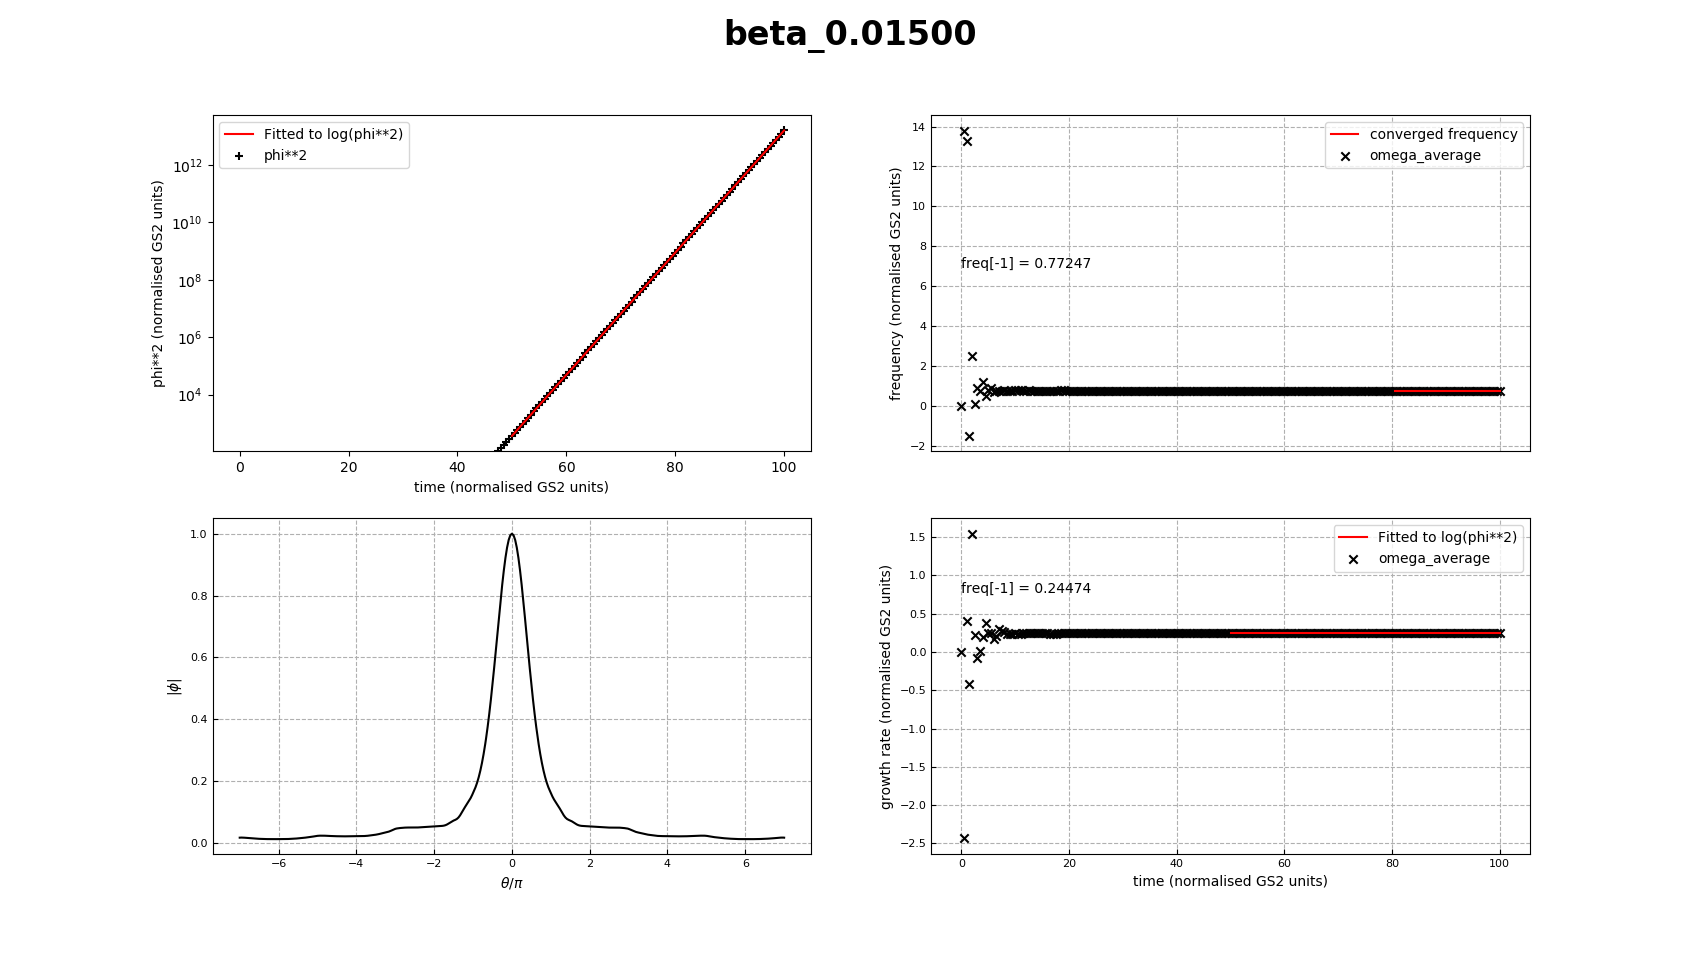 beta_0.01500
Fitted to log(phi**2)
phi**2
10^12
10^10
10^8
10^6
10^4
phi**2 (normalised GS2 units)
0 20 40 60 80 100
time (normalised GS2 units)
converged frequency
omega_average
14
12
10
8
6
4
2
0
−2
frequency (normalised GS2 units)
freq[-1] = 0.77247
1.0
0.8
0.6
0.4
0.2
0.0
|ϕ|
−6 −4 −2 0 2 4 6
θ/π
Fitted to log(phi**2)
omega_average
1.5
1.0
0.5
0.0
−0.5
−1.0
−1.5
−2.0
−2.5
growth rate (normalised GS2 units)
freq[-1] = 0.24474
0 20 40 60 80 100
time (normalised GS2 units)